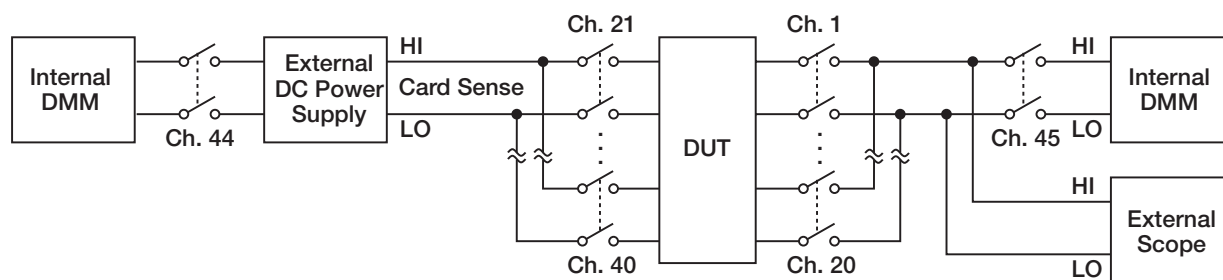 Internal
DMM
Ch. 44
External
DC Power
Supply
HI
Card Sense
LO
Ch. 21
Ch. 40
DUT
Ch. 1
Ch. 20
Ch. 45
HI
LO
Internal
DMM
HI
LO
External
Scope